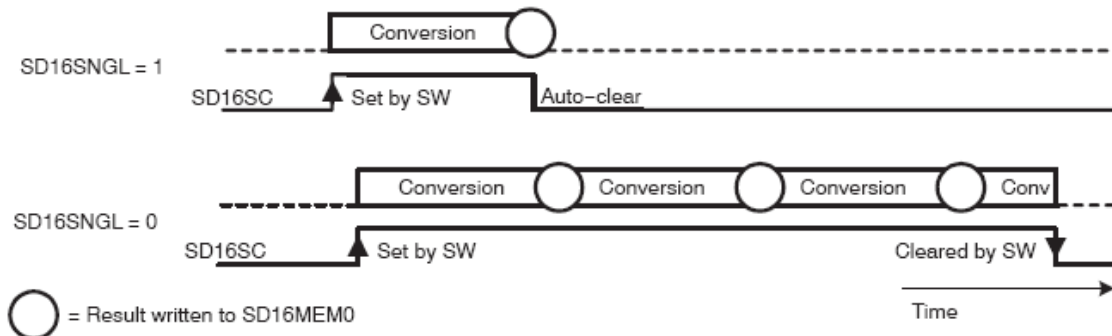 Conversion
SD16SNGL = 1
SD16SC Set by SW Auto-clear
Conversion Conversion Conversion Conv
SD16SNGL = 0
SD16SC Set by SW Cleared by SW
= Result written to SD16MEM0 Time